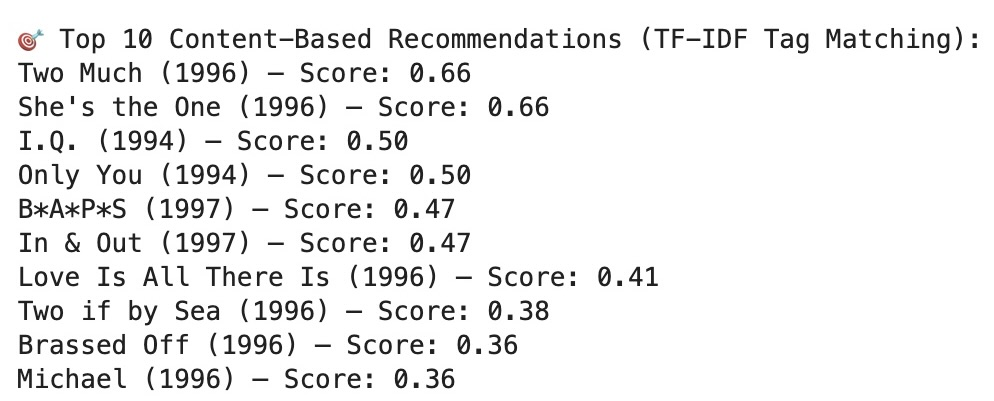 🎯 Top 10 Content-Based Recommendations (TF-IDF Tag Matching):
Two Much (1996) — Score: 0.66
She's the One (1996) — Score: 0.66
I.Q. (1994) — Score: 0.50
Only You (1994) — Score: 0.50
B*A*P*S (1997) — Score: 0.47
In & Out (1997) — Score: 0.47
Love Is All There Is (1996) — Score: 0.41
Two if by Sea (1996) — Score: 0.38
Brassed Off (1996) — Score: 0.36
Michael (1996) — Score: 0.36